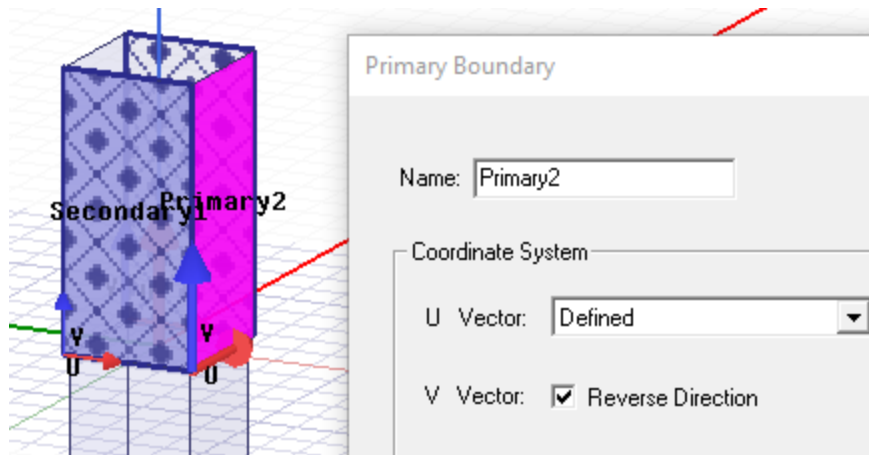 Primary Boundary
Name: Primary2
Secondary1
Primary2
Coordinate System
U Vector: Defined
V Vector: Reverse Direction
V
U
V
U